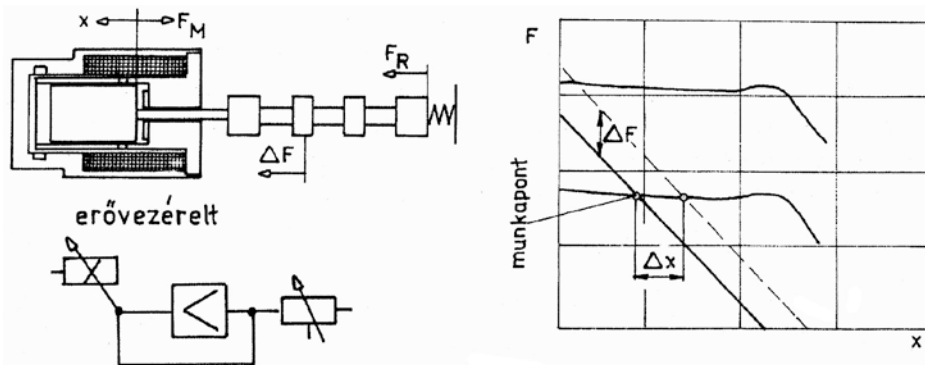 x
F_M
F_R
ΔF
erővezérelt
F
ΔF
munkapont
Δx
x